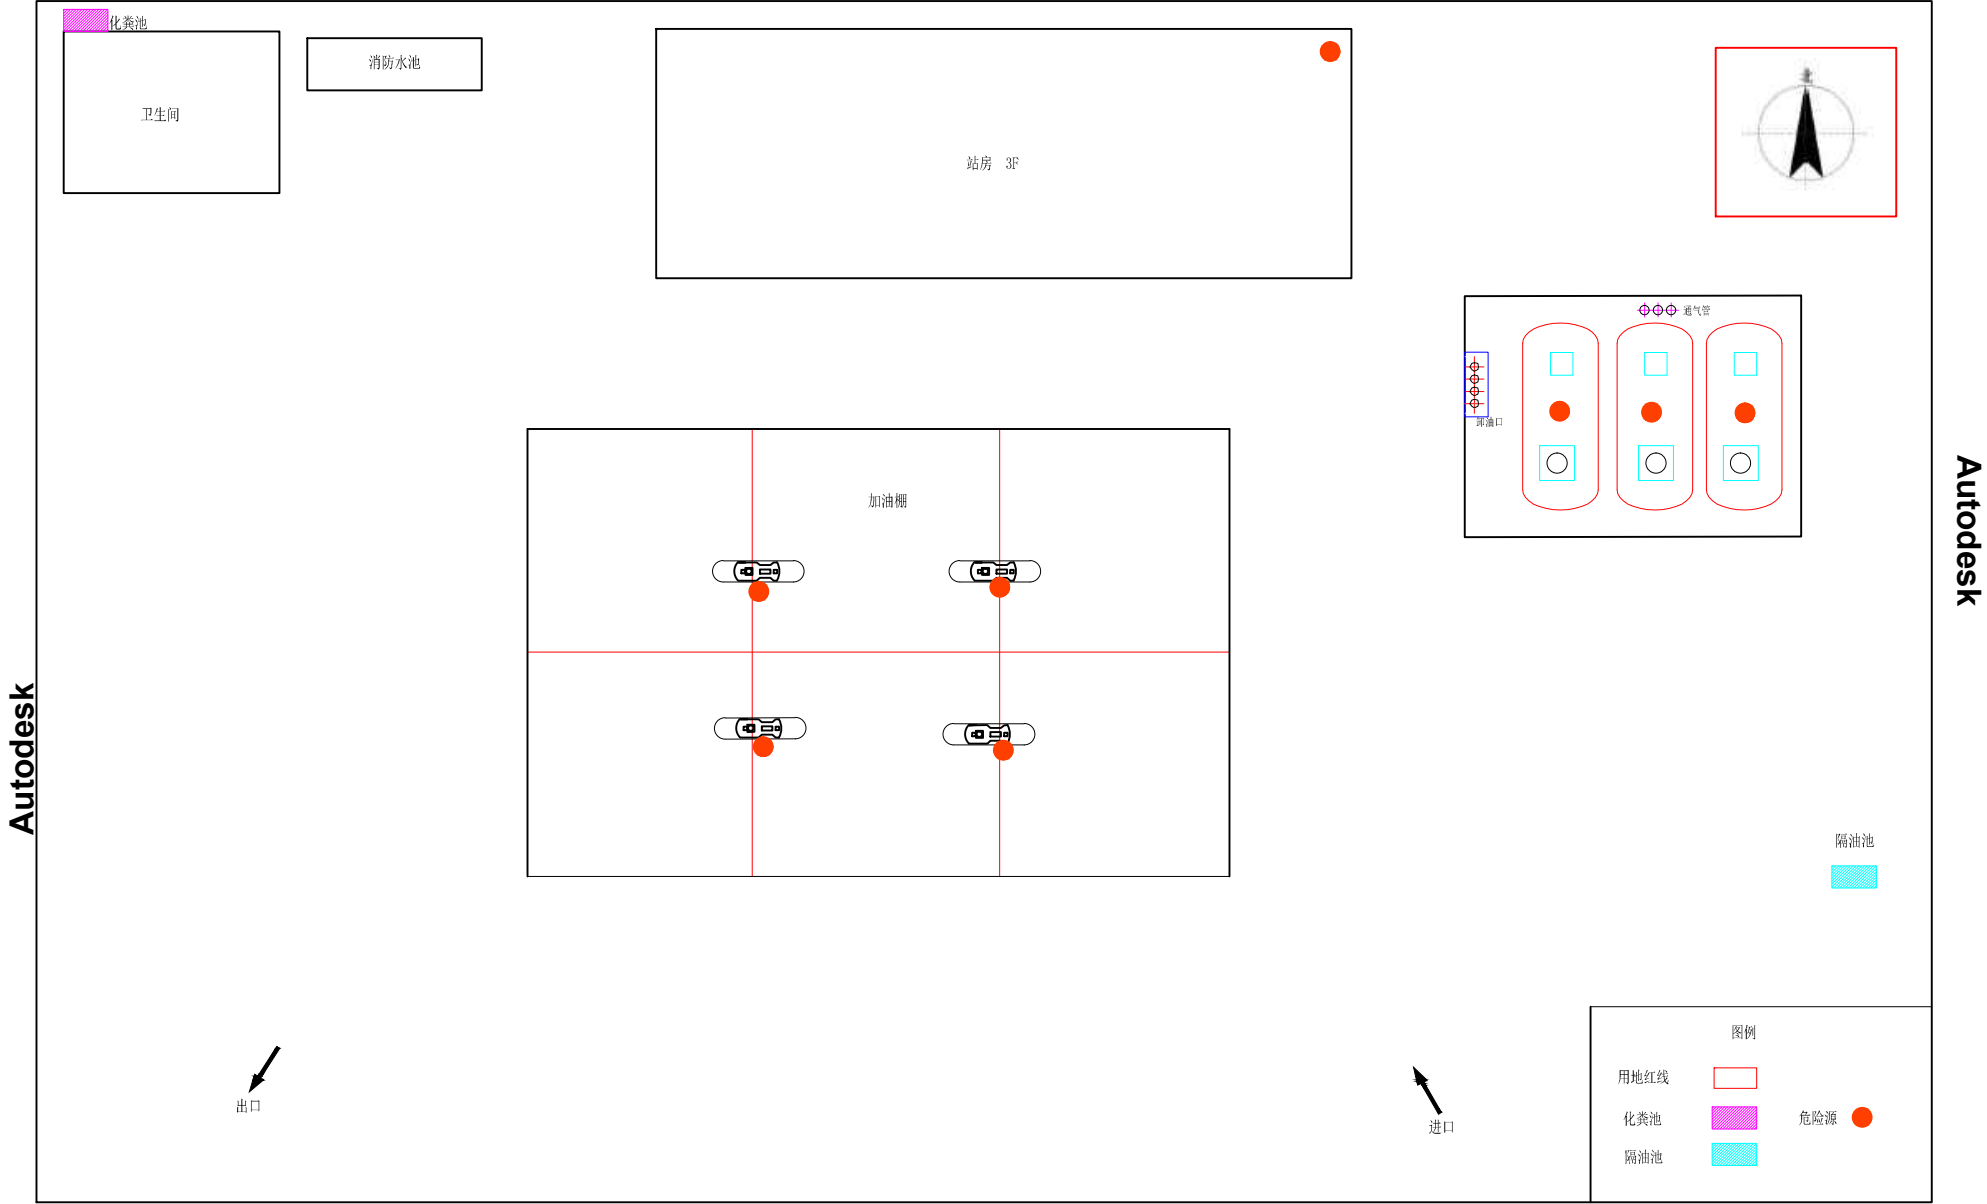 化粪池
消防水池
卫生间
站房 3F
通气管
卸油口
加油棚
Autodesk
Autodesk
隔油池
出口
进口
图例
用地红线
化粪池
危险源
隔油池